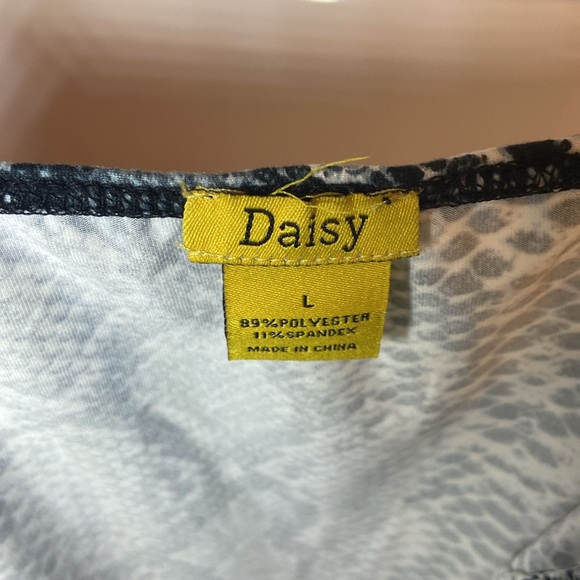 Daisy
L
89%POLYESTER
11%SPANDEX
MADE IN CHINA